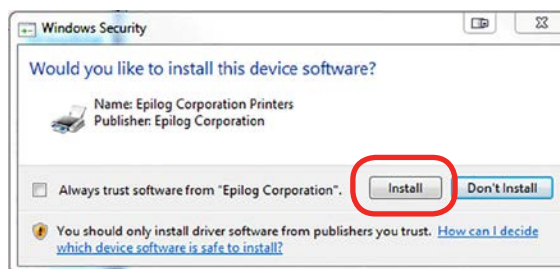 Windows Security
Would you like to install this device software?
Name: Epilog Corporation Printers
Publisher: Epilog Corporation
Always trust software from "Epilog Corporation".
Install
Don't Install
You should only install driver software from publishers you trust. How can I decide
which device software is safe to install?